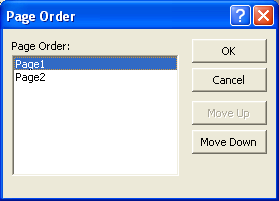 Page Order
Page Order:
Page1
Page2
OK
Cancel
Move Up
Move Down